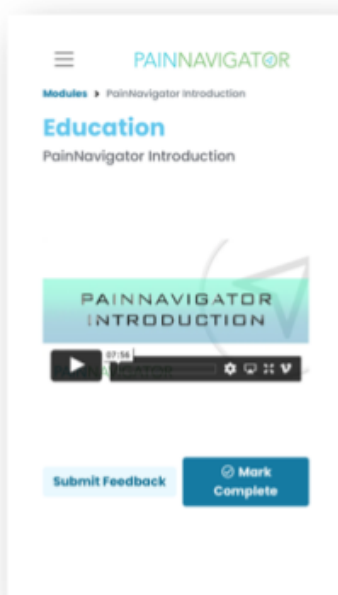 PAINNAVIGATOR
Modules > PainNavigator Introduction
Education
PainNavigator Introduction
PAINNAVIGATOR
INTRODUCTION
07:56
Submit Feedback
Mark
Complete